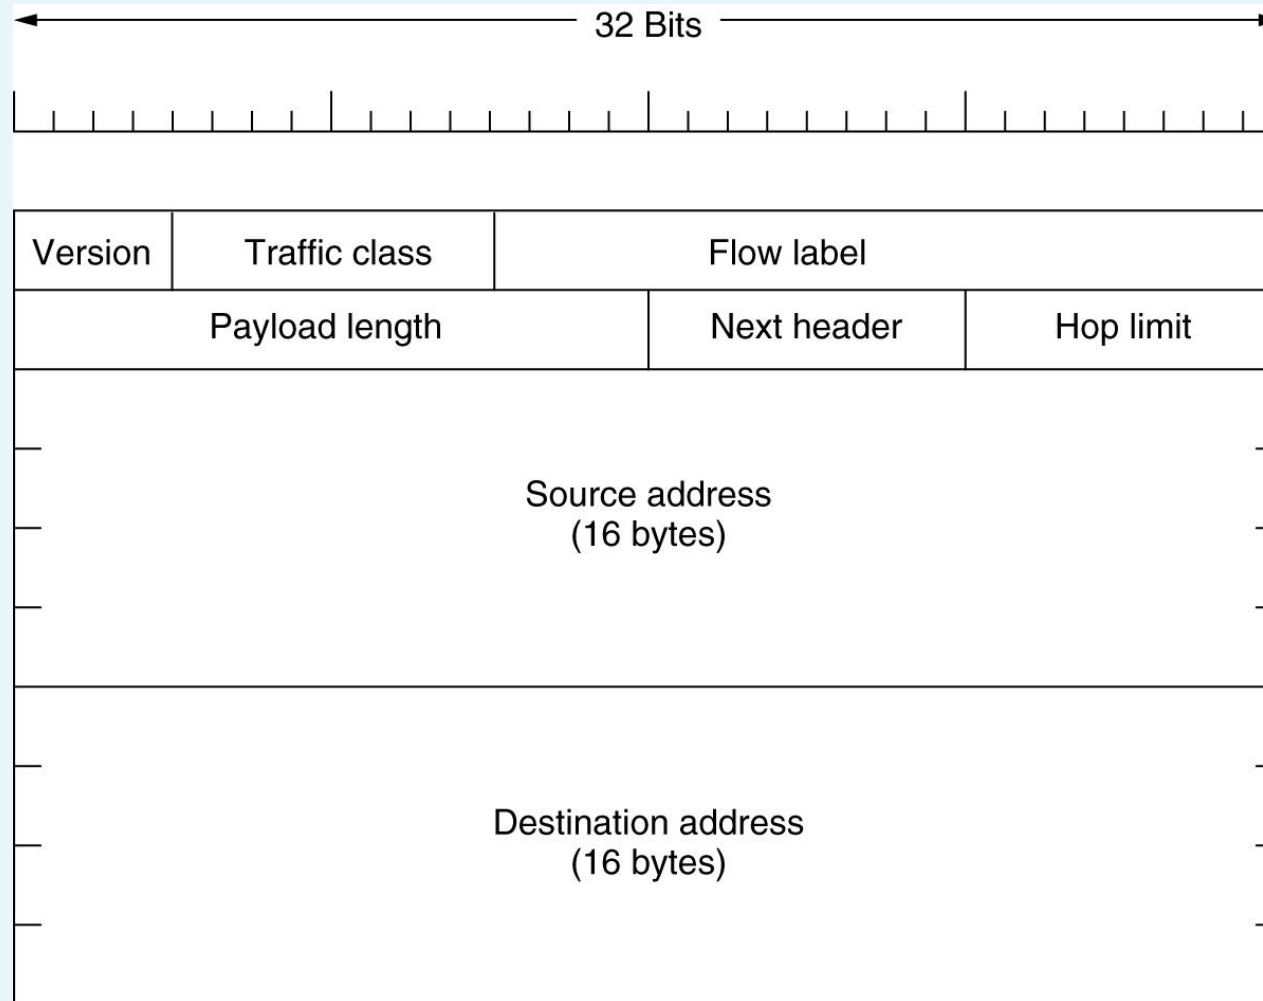 32 Bits
Version Traffic class Flow label
Payload length Next header Hop limit
Source address
(16 bytes)
Destination address
(16 bytes)